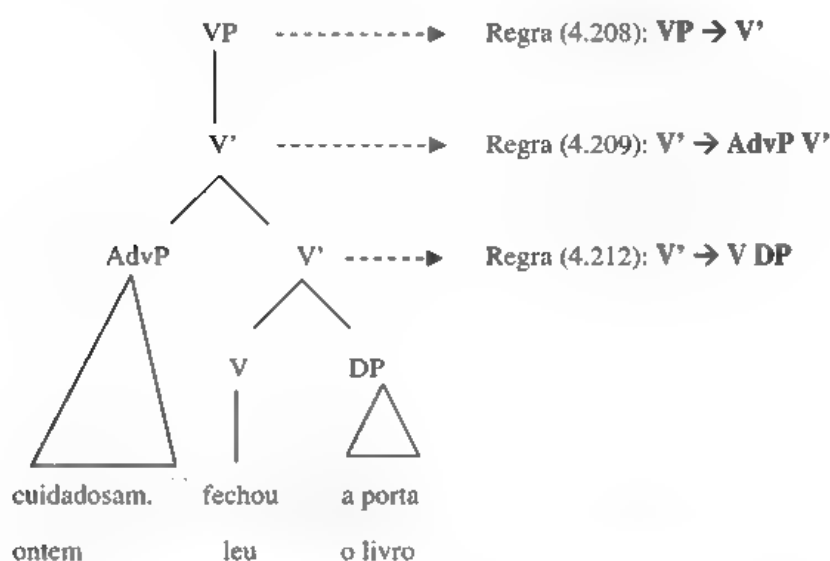 VP Regra (4.208): VP → V’
V’ Regra (4.209): V’ → AdvP V’
AdvP V’ Regra (4.212): V’ → V DP
V DP
cuidadosam. fechou a porta
ontem leu o livro